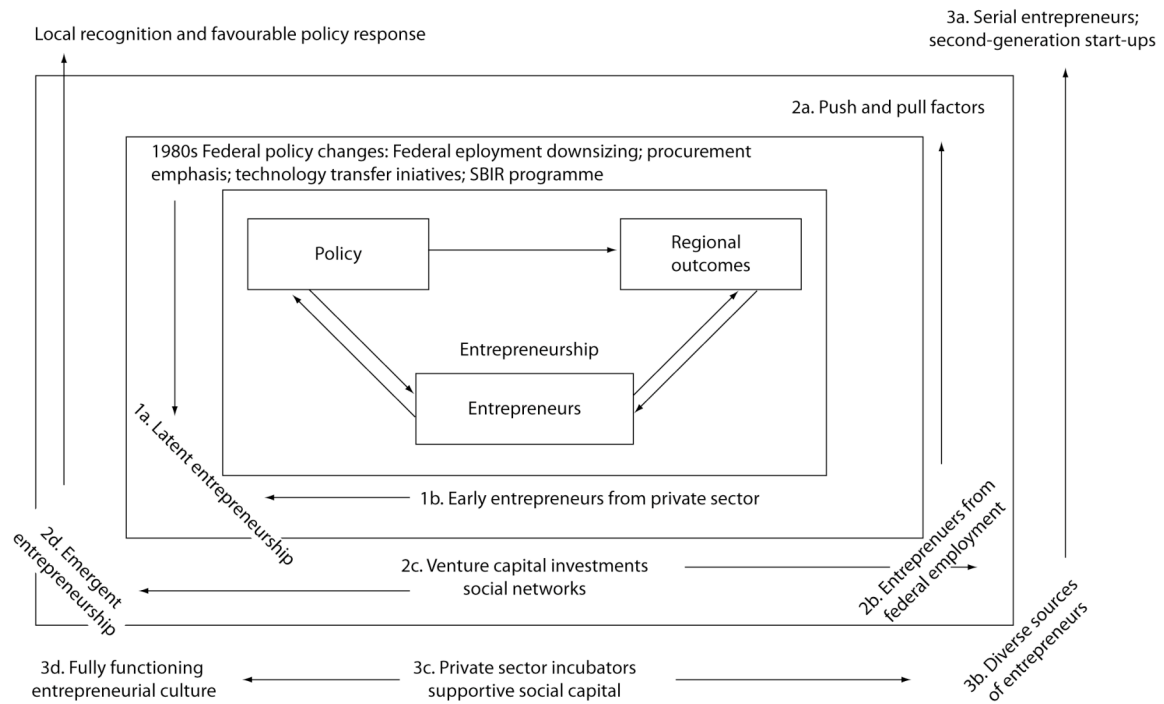 Local recognition and favourable policy response
3a. Serial entrepreneurs;
second-generation start-ups
2a. Push and pull factors
1980s Federal policy changes: Federal eployment downsizing; procurement
emphasis; technology transfer iniatives; SBIR programme
Policy
Regional
outcomes
Entrepreneurship
Entrepreneurs
1a. Latent entrepreneurship
1b. Early entrepreneurs from private sector
2b. Entreprenuers from
federal employment
2c. Venture capital investments
social networks
2d. Emergent
entrepreneurship
3b. Diverse sources
of entrepreneurs
3c. Private sector incubators
supportive social capital
3d. Fully functioning
entrepreneurial culture